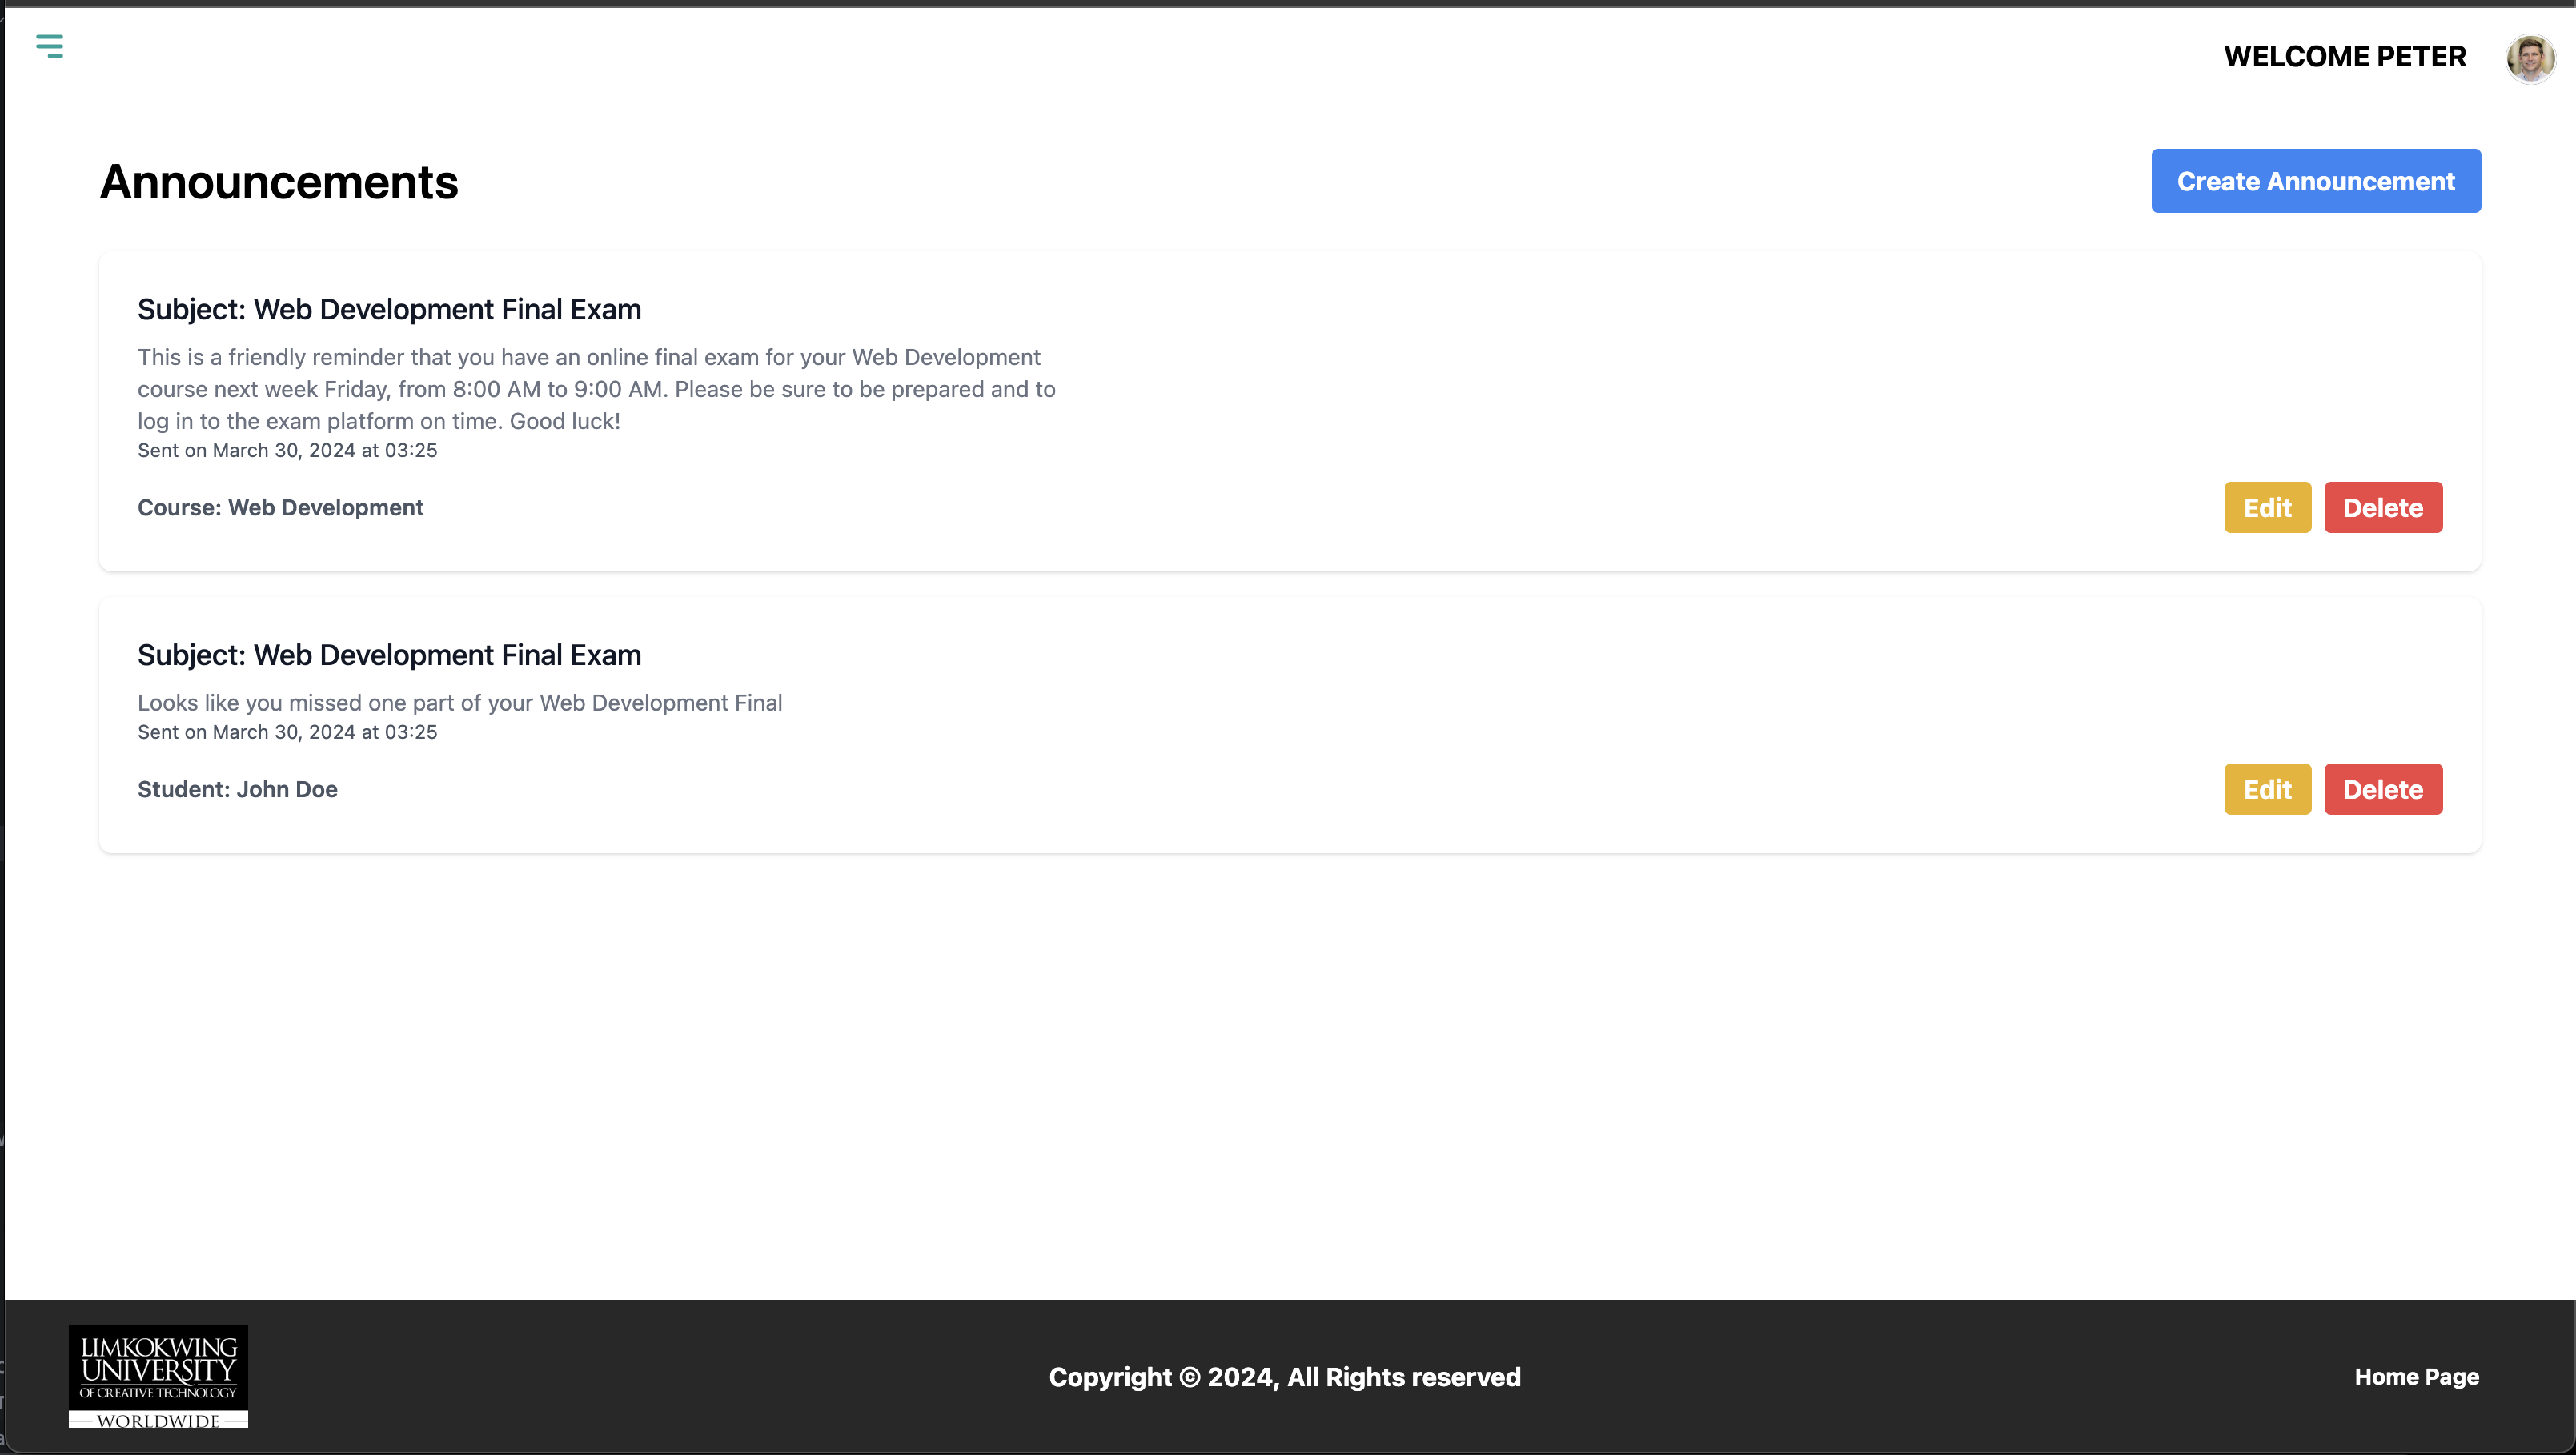 WELCOME PETER
Announcements
Create Announcement
Subject: Web Development Final Exam
This is a friendly reminder that you have an online final exam for your Web Development
course next week Friday, from 8:00 AM to 9:00 AM. Please be sure to be prepared and to
log in to the exam platform on time. Good luck!
Sent on March 30, 2024 at 03:25
Course: Web Development
Edit Delete
Subject: Web Development Final Exam
Looks like you missed one part of your Web Development Final
Sent on March 30, 2024 at 03:25
Student: John Doe
Edit Delete
LIMKOKWING
UNIVERSITY
OF CREATIVE TECHNOLOGY
WORLDWIDE
Copyright © 2024, All Rights reserved
Home Page